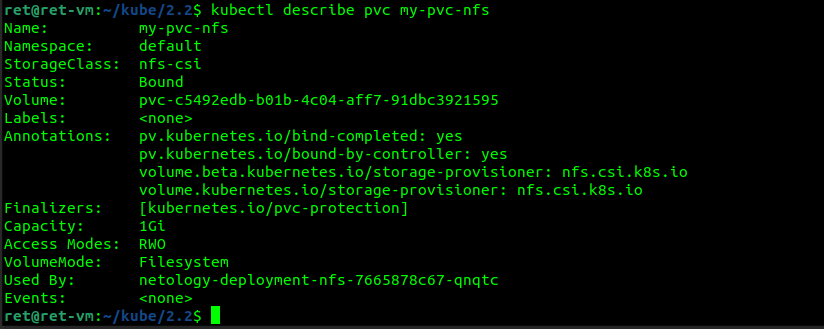 ret@ret-vm:~/kube/2.2$ kubectl describe pvc my-pvc-nfs
Name:          my-pvc-nfs
Namespace:     default
StorageClass:  nfs-csi
Status:        Bound
Volume:        pvc-c5492edb-b01b-4c04-aff7-91dbc3921595
Labels:        <none>
Annotations:   pv.kubernetes.io/bind-completed: yes
               pv.kubernetes.io/bound-by-controller: yes
               volume.beta.kubernetes.io/storage-provisioner: nfs.csi.k8s.io
               volume.kubernetes.io/storage-provisioner: nfs.csi.k8s.io
Finalizers:    [kubernetes.io/pvc-protection]
Capacity:      1Gi
Access Modes:  RWO
VolumeMode:    Filesystem
Used By:       netology-deployment-nfs-7665878c67-qnqtc
Events:        <none>
ret@ret-vm:~/kube/2.2$